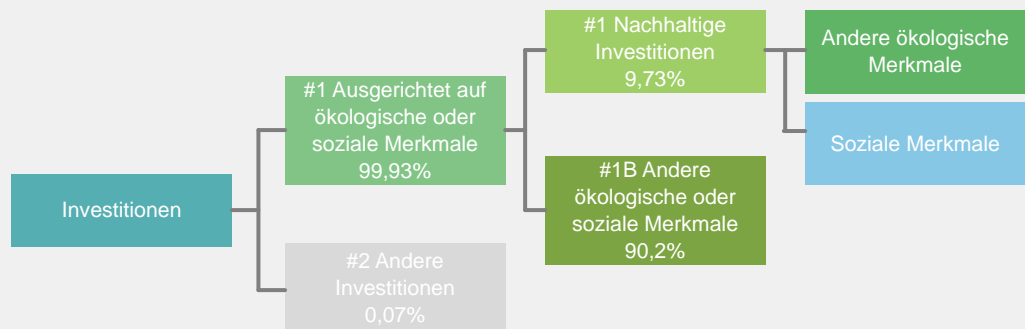 Investitionen
#1 Ausgerichtet auf
ökologische oder
soziale Merkmale
99,93%
#2 Andere
Investitionen
0,07%
#1 Nachhaltige
Investitionen
9,73%
#1B Andere
ökologische oder
soziale Merkmale
90,2%
Andere ökologische
Merkmale
Soziale Merkmale